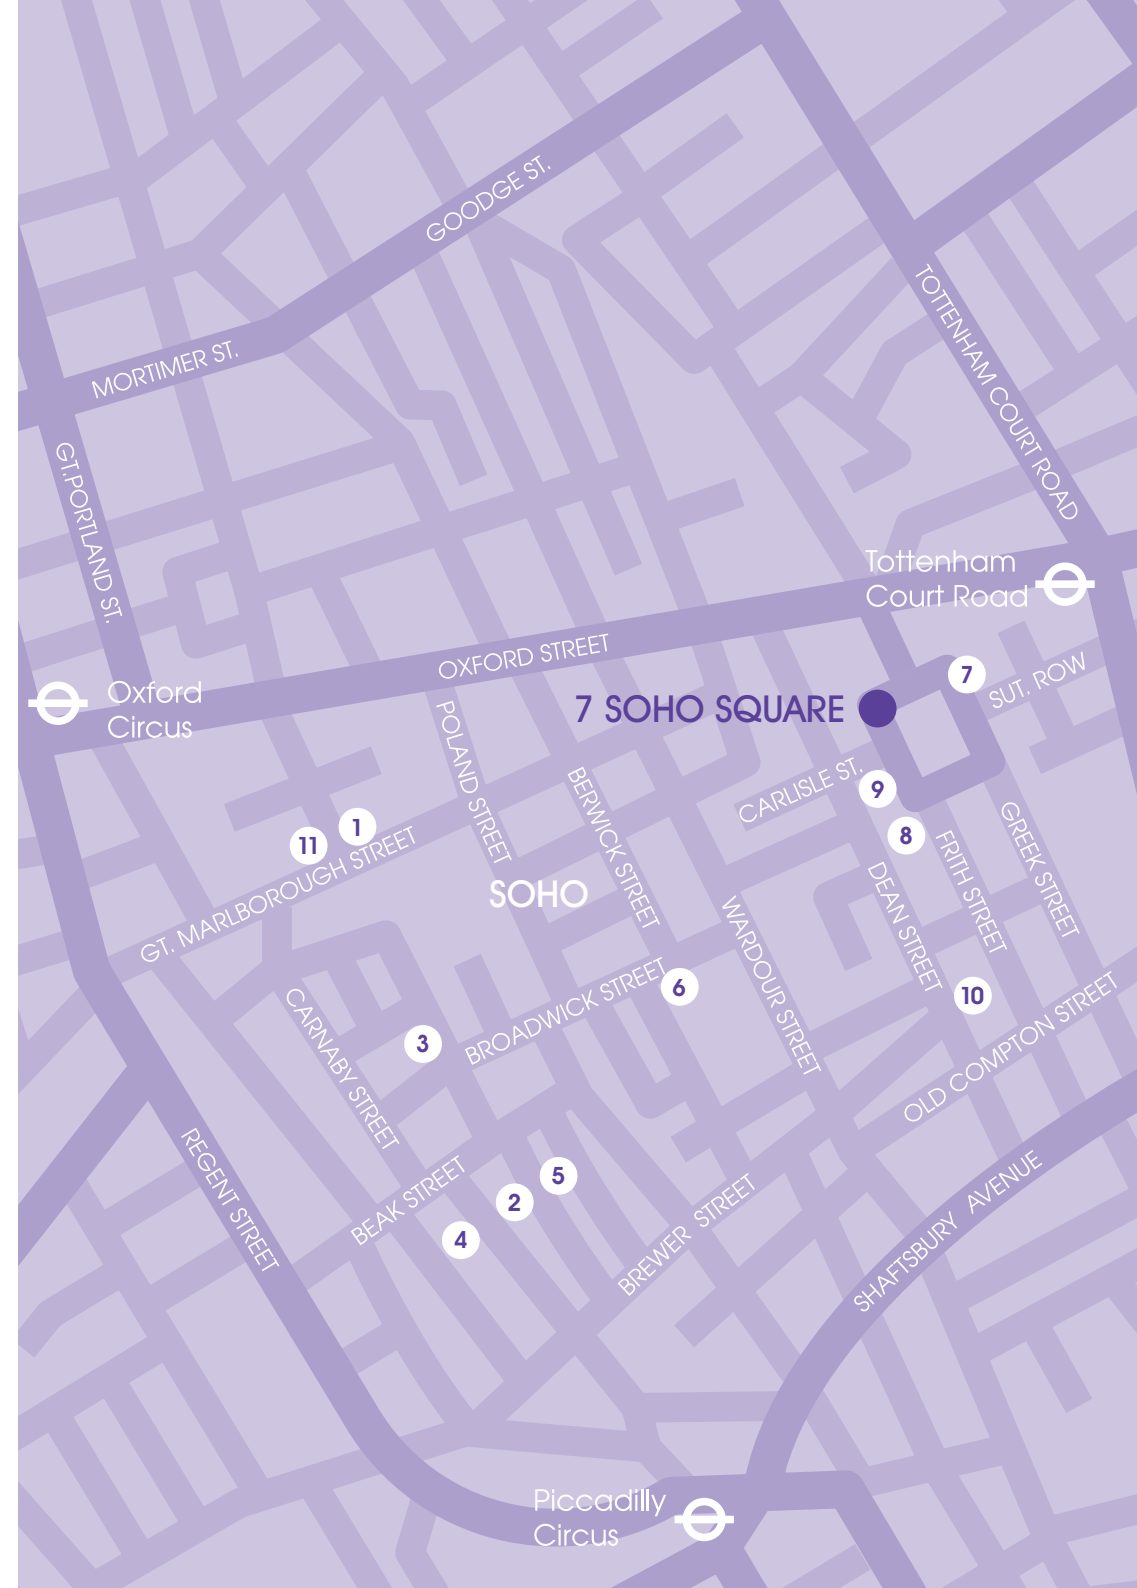 GOODGE ST.
TOTTENHAM COURT ROAD
MORTIMER ST.
GT.PORTLAND ST.
Tottenham
Court Road
OXFORD STREET
7
SUT. ROW
Oxford
Circus
7 SOHO SQUARE
POLAND STREET
BERWICK STREET
CARLISLE ST.
9
1
11
8
GT. MARLBOROUGH STREET
SOHO
GREEK STREET
FRITH STREET
DEAN STREET
WARDOUR STREET
6
10
BROADWICK STREET
CARNABY STREET
3
OLD COMPTON STREET
REGENT STREET
BEAK STREET
5
2
4
BREWER STREET
SHAFTSBURY AVENUE
Piccadilly
Circus